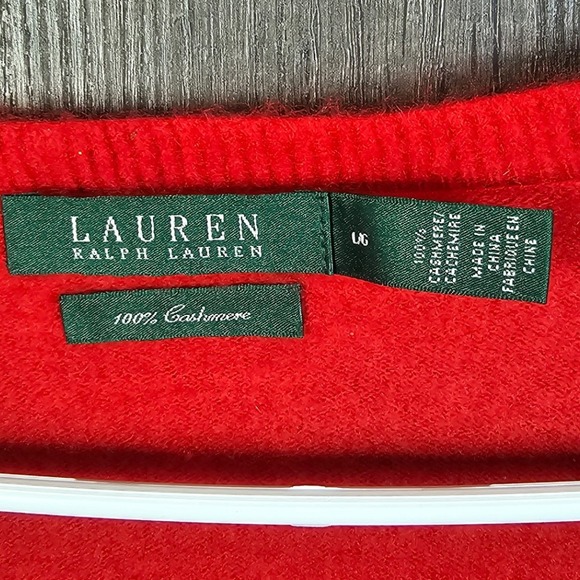 LAUREN
RALPH LAUREN
L/G
100%
CASHMERE/
CACHEMIRE
MADE IN
CHINA
FABRIQUE EN
CHINE
100% Cashmere